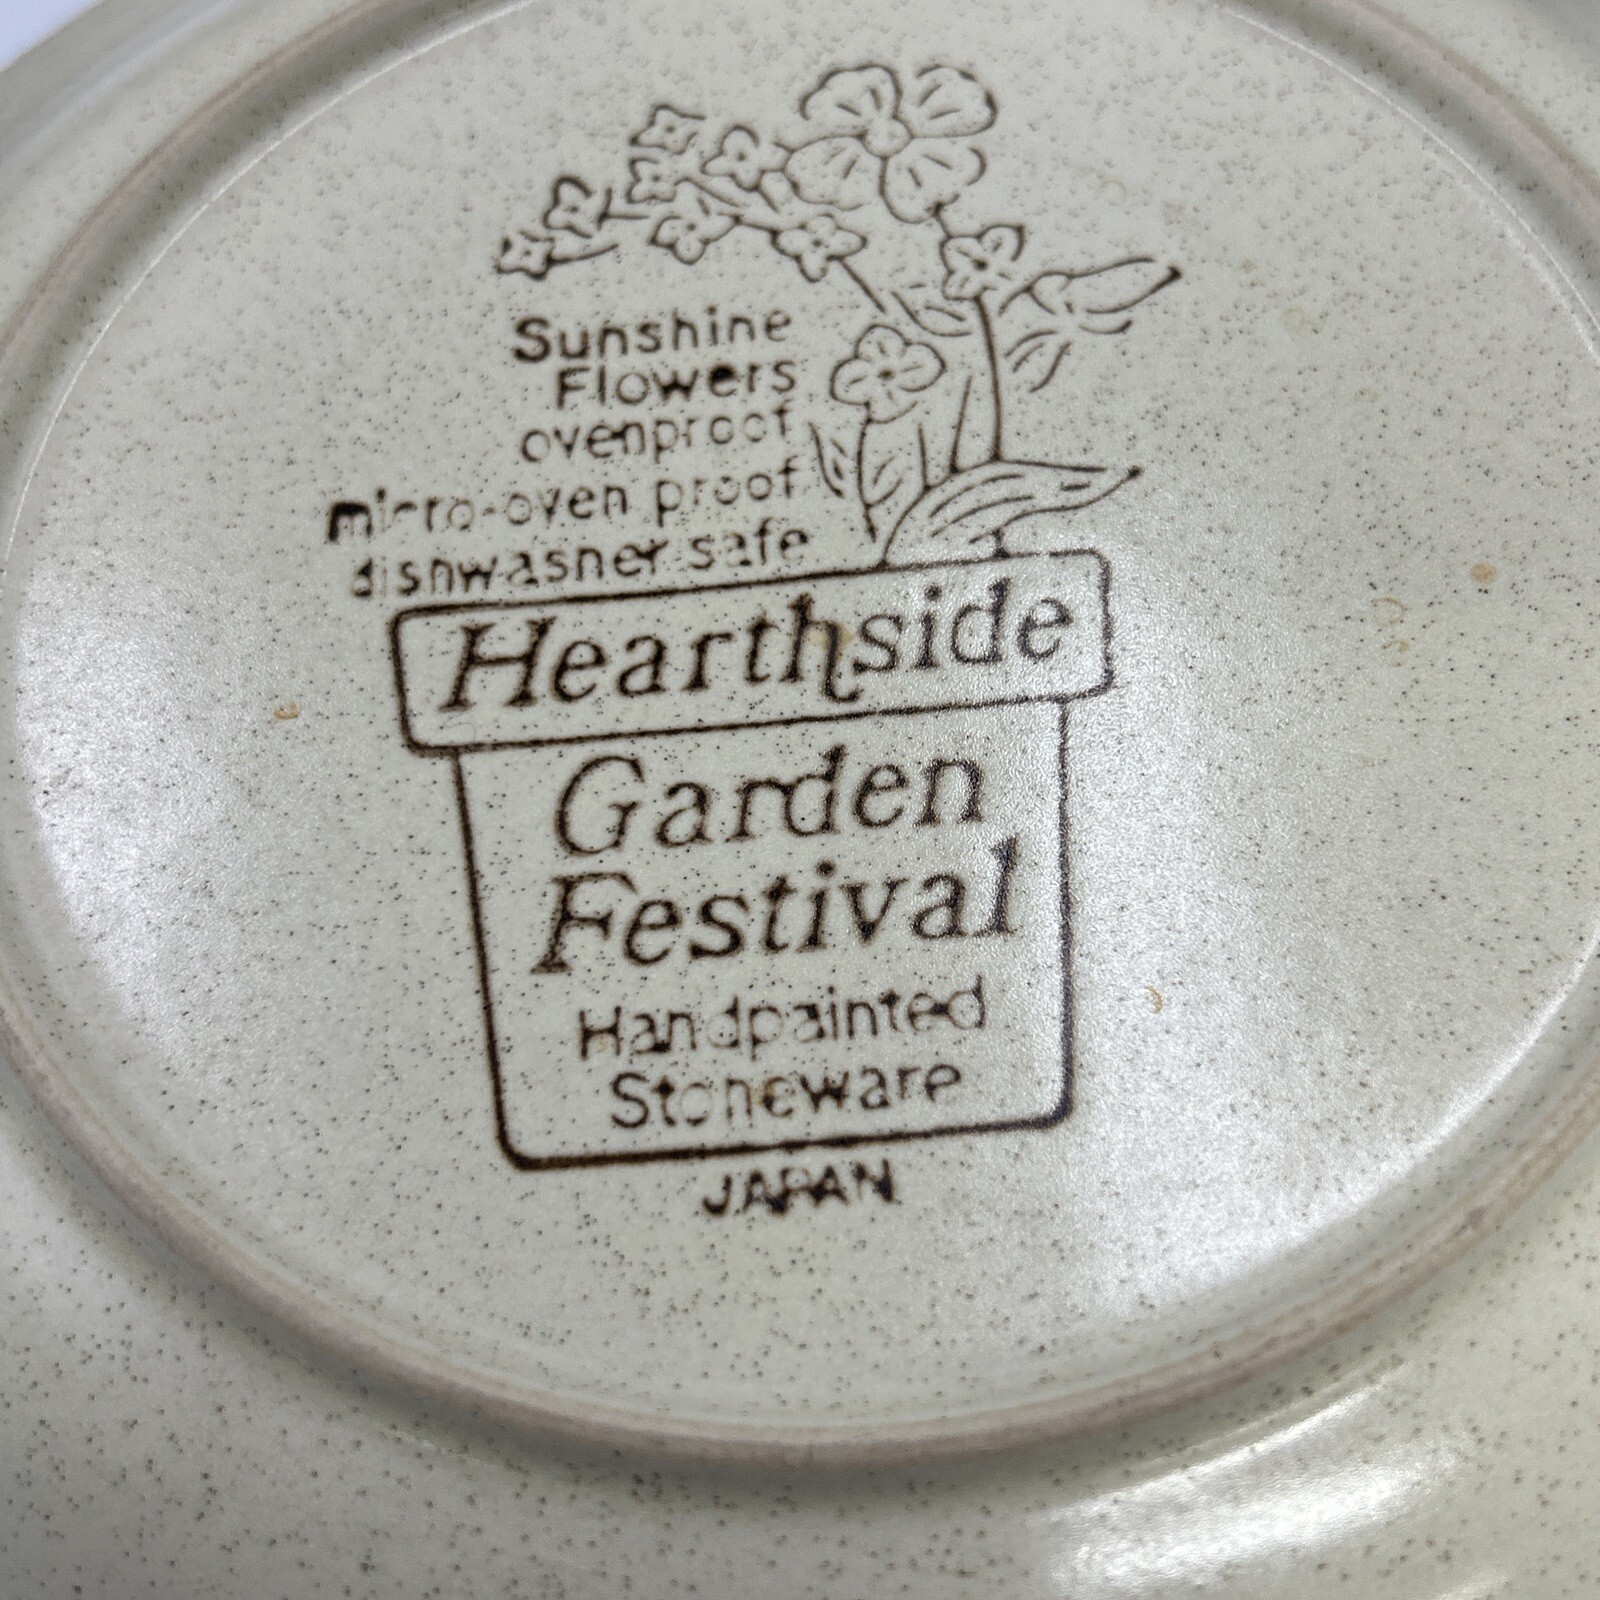 Sunshine
Flowers
ovenproof
micro-oven proof
dishwasher safe
Hearthside
Garden
Festival
Handpainted
Stoneware
JAPAN